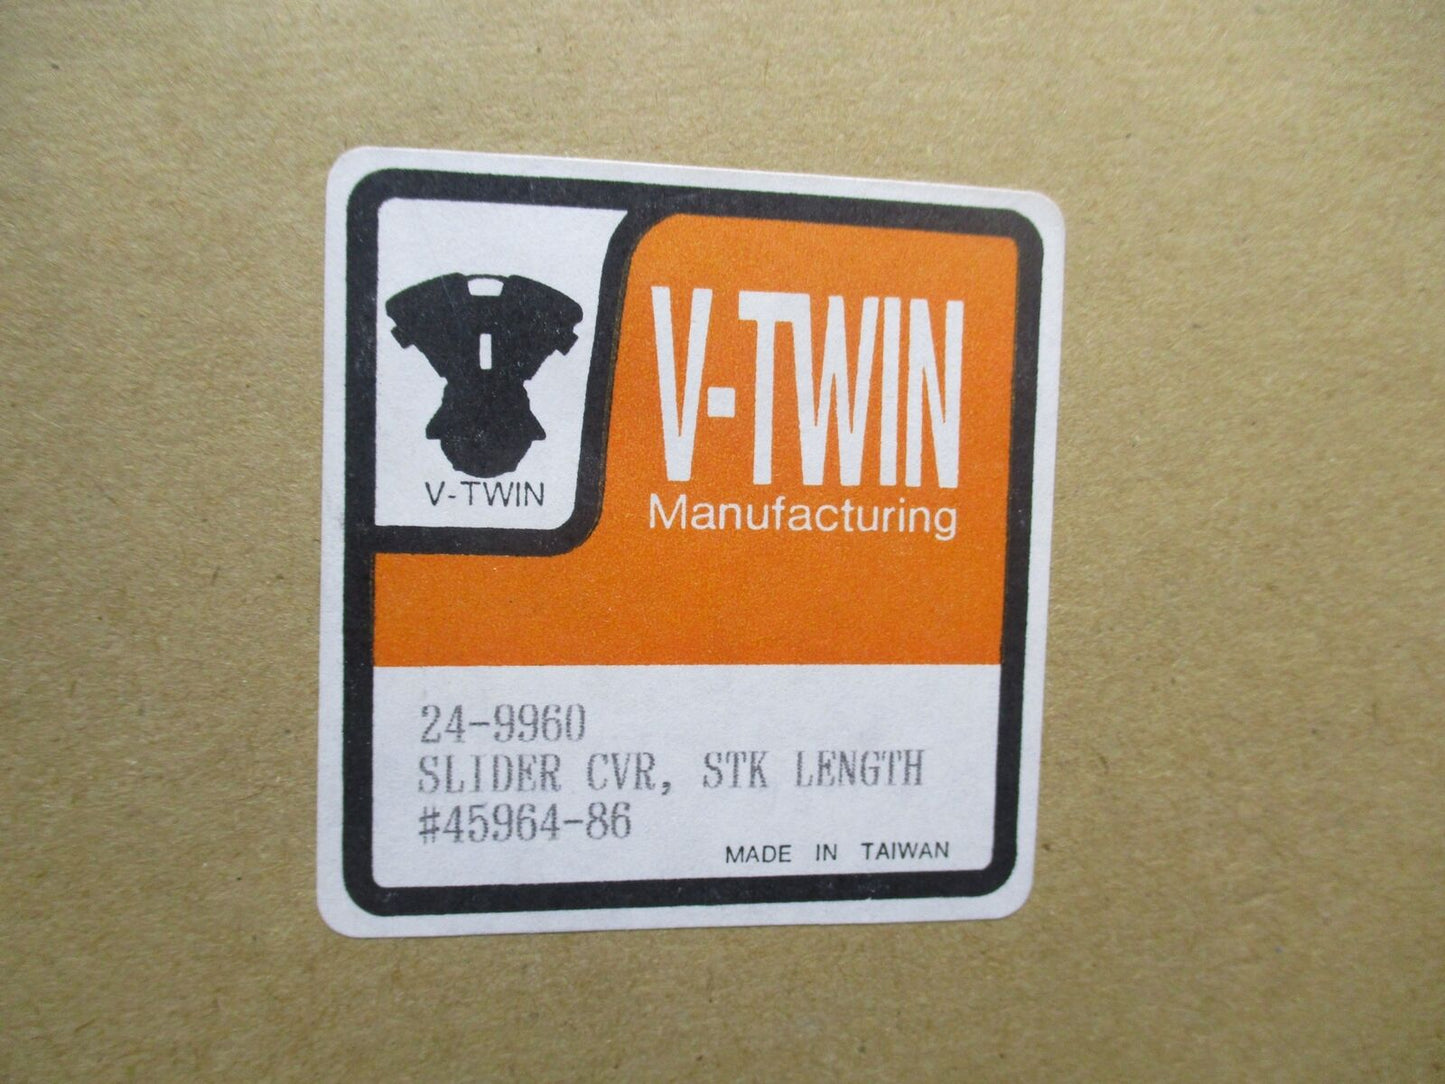 V-TWIN
V-TWIN
Manufacturing
24-9960
SLIDER CVR, STK LENGTH
#45964-86
MADE IN TAIWAN